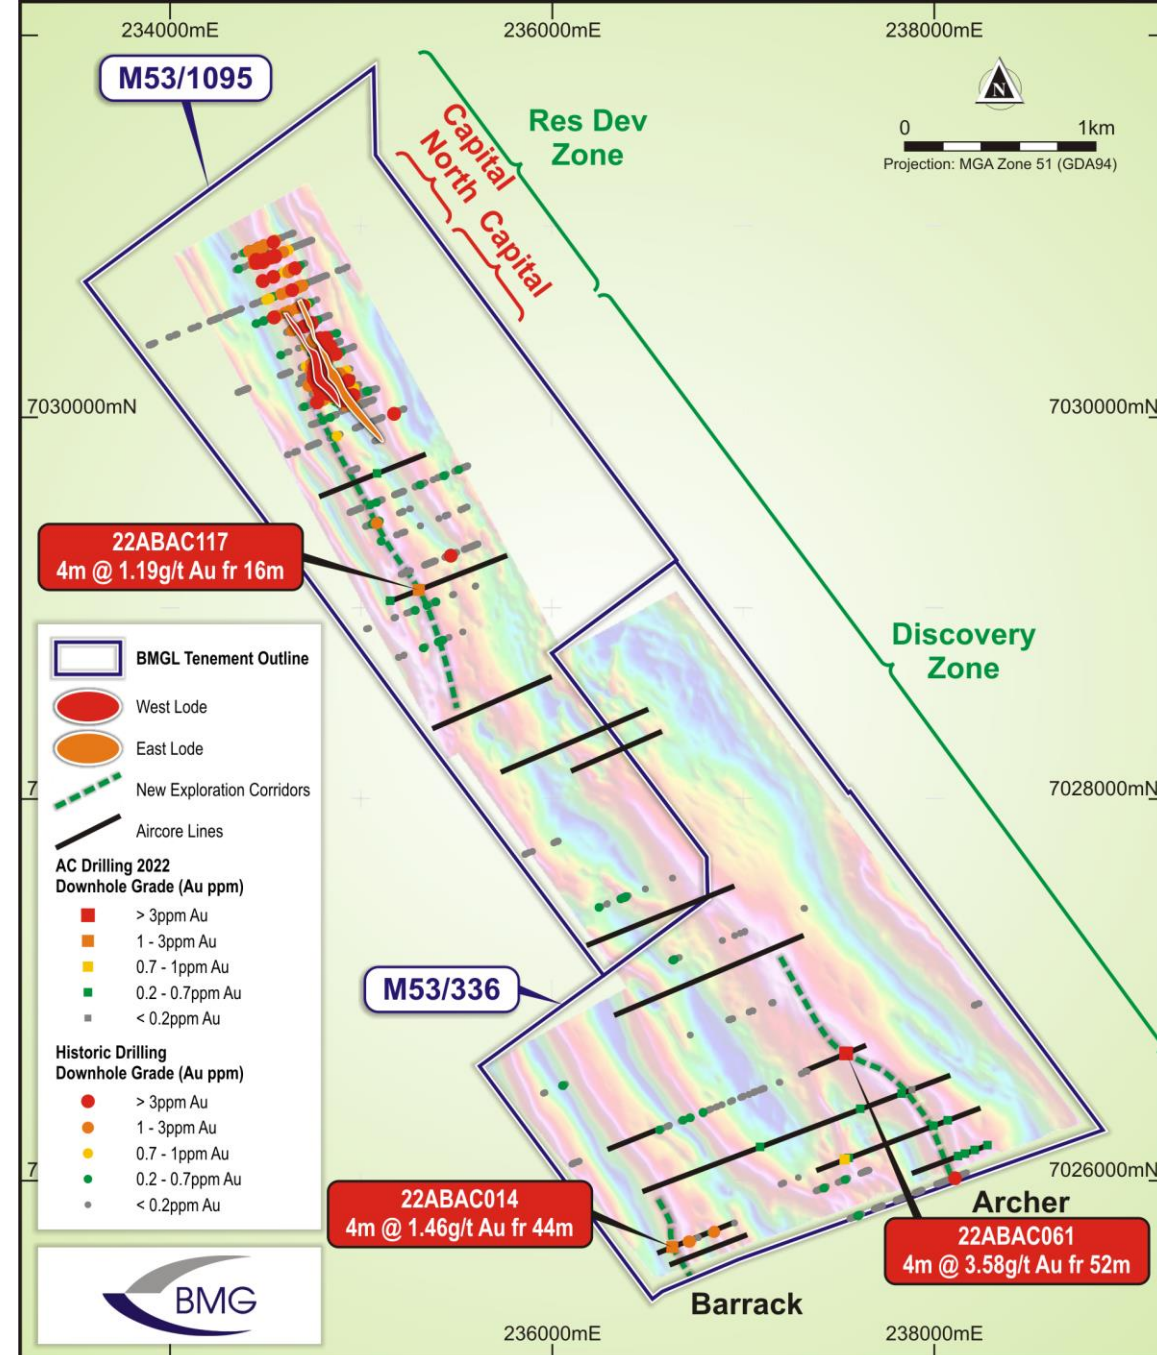 234000mE
236000mE
238000mE
M53/1095
Res Dev
Zone
N
0
1km
Projection: MGA Zone 51 (GDA94)
Capital
North
Capital
7030000mN
7030000mN
22ABAC117
4m @ 1.19g/t Au fr 16m
Discovery
Zone
BMGL Tenement Outline
West Lode
East Lode
New Exploration Corridors
7
7028000mN
Aircore Lines
AC Drilling 2022
Downhole Grade (Au ppm)
> 3ppm Au
1 - 3ppm Au
0.7 - 1ppm Au
0.2 - 0.7ppm Au
< 0.2ppm Au
M53/336
Historic Drilling
Downhole Grade (Au ppm)
> 3ppm Au
1 - 3ppm Au
0.7 - 1ppm Au
0.2 - 0.7ppm Au
< 0.2ppm Au
7
7026000mN
22ABAC014
4m @ 1.46g/t Au fr 44m
Archer
22ABAC061
4m @ 3.58g/t Au fr 52m
BMG
Barrack
236000mE
238000mE